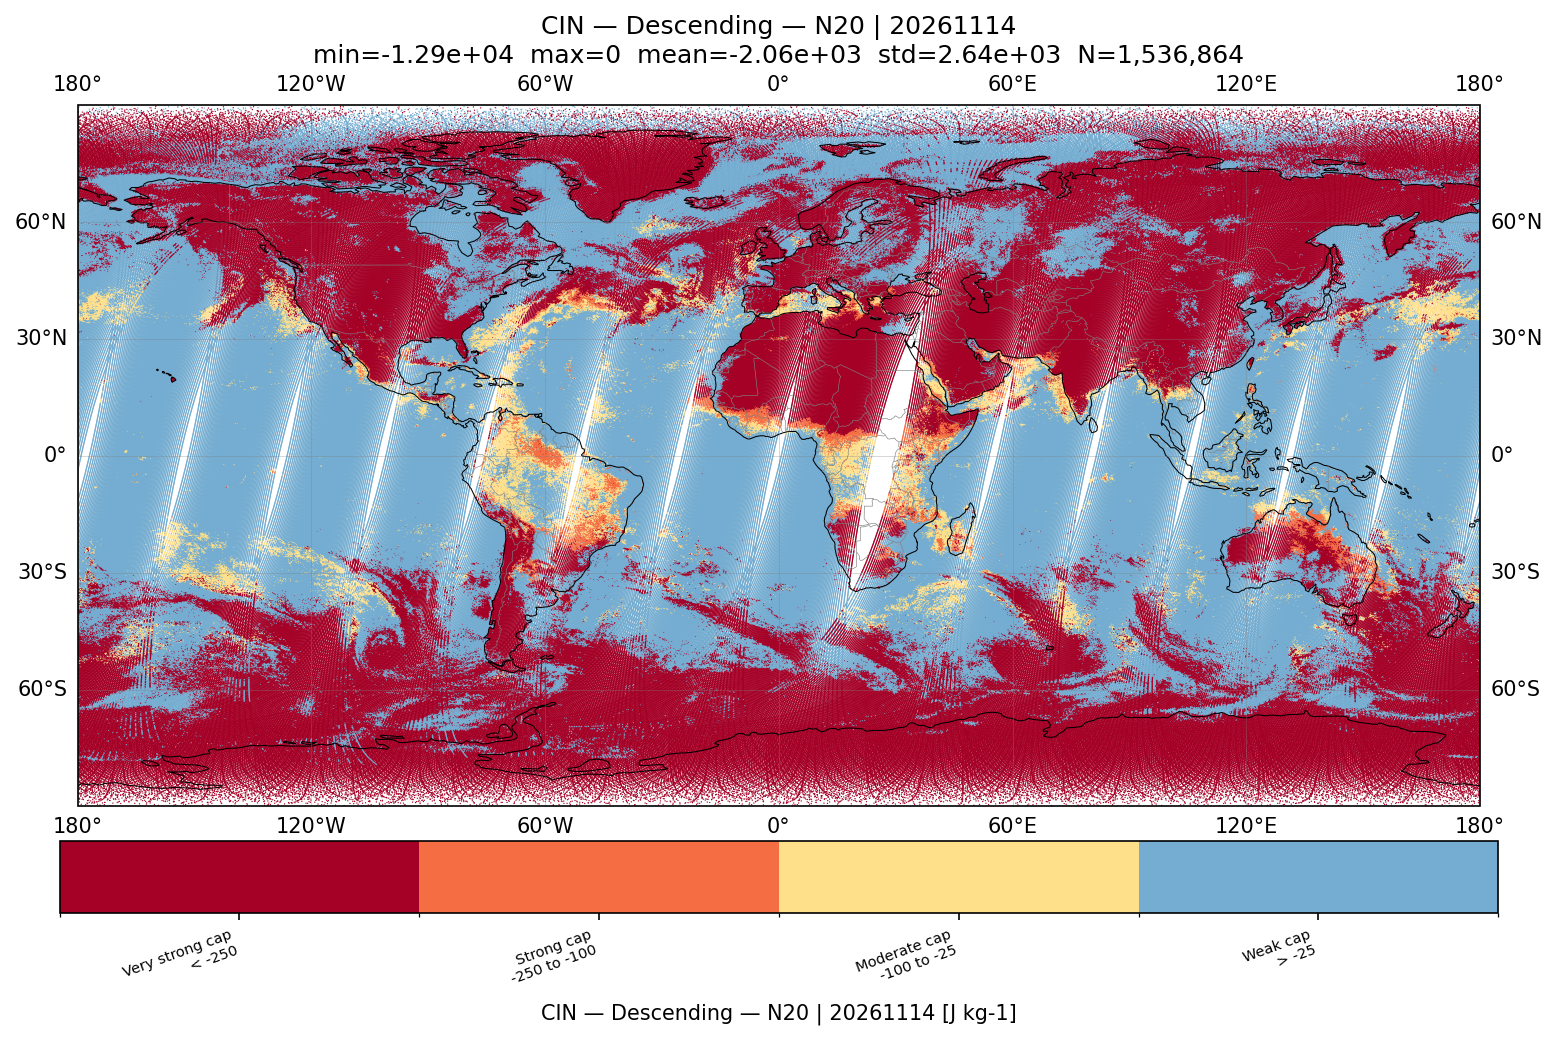 CIN — Descending — N20 | 20261114
min=-1.29e+04  max=0  mean=-2.06e+03  std=2.64e+03  N=1,536,864
180° 120°W 60°W 0° 60°E 120°E 180°
60°N 60°N
30°N 30°N
0° 0°
30°S 30°S
60°S 60°S
180° 120°W 60°W 0° 60°E 120°E 180°
Very strong cap
< -250
Strong cap
-250 to -100
Moderate cap
-100 to -25
Weak cap
> -25
CIN — Descending — N20 | 20261114 [J kg-1]